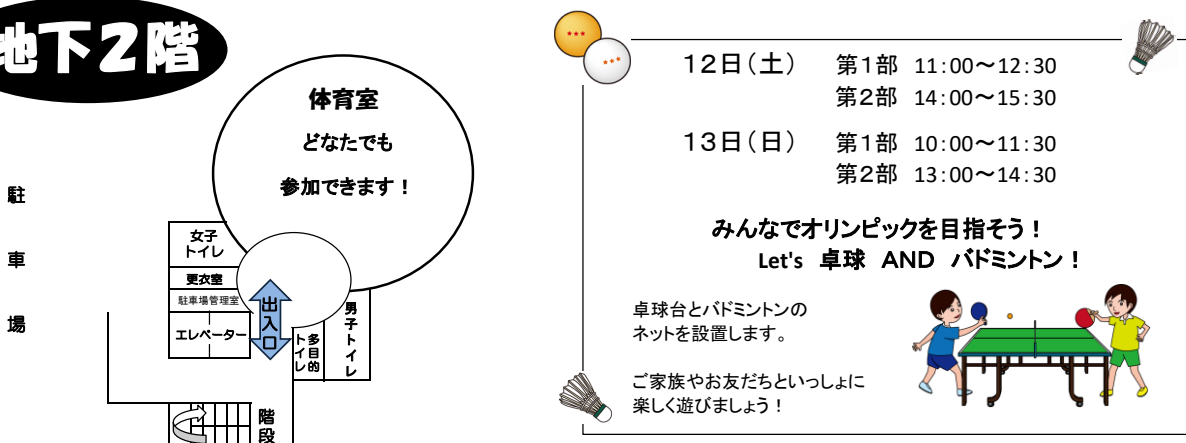 地下2階
体育室
どなたでも
参加できます！
駐車場
女子
トイレ
更衣室
駐車場管理室
エレベーター
出入口
多目的
トイレ
男子トイレ
階段
12日（土） 第1部 11:00～12:30
第2部 14:00～15:30
13日（日） 第1部 10:00～11:30
第2部 13:00～14:30
みんなでオリンピックを目指そう！
Let's 卓球 AND バドミントン！
卓球台とバドミントンの
ネットを設置します。
ご家族やお友だちといっしょに
楽しく遊びましょう！